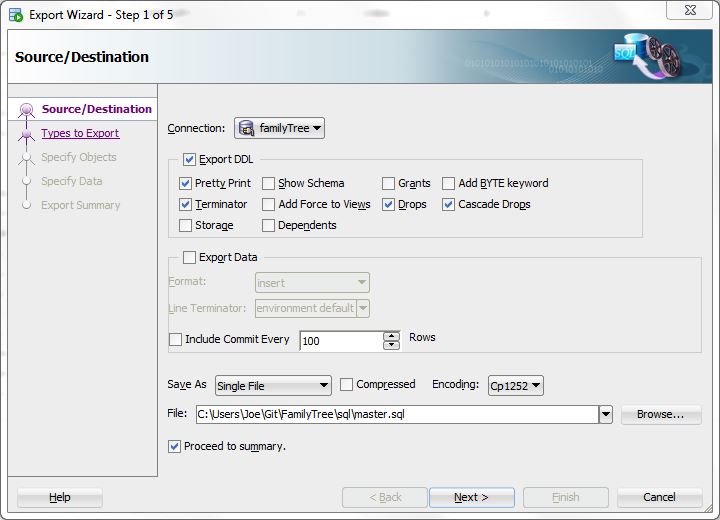 Export Wizard - Step 1 of 5
Source/Destination
SQL
0101010101010101010101010101
010101010
Source/Destination
Types to Export
Specify Objects
Specify Data
Export Summary
Connection: familyTree
Export DDL
Pretty Print Show Schema Grants Add BYTE keyword
Terminator Add Force to Views Drops Cascade Drops
Storage Dependents
Export Data
Format: insert
Line Terminator: environment default
Include Commit Every 100 Rows
Save As Single File Compressed Encoding: Cp1252
File: C:\Users\Joe\Git\FamilyTree\sql\master.sql Browse...
Proceed to summary.
Help < Back Next > Finish Cancel